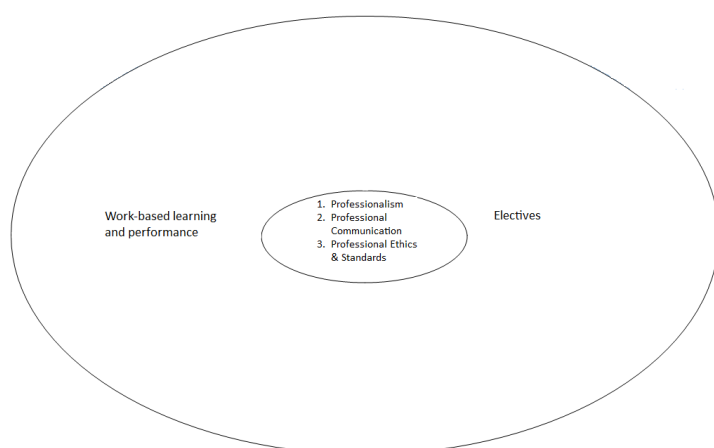 Work-based learning
and performance
1. Professionalism
2. Professional
Communication
3. Professional Ethics
& Standards
Electives